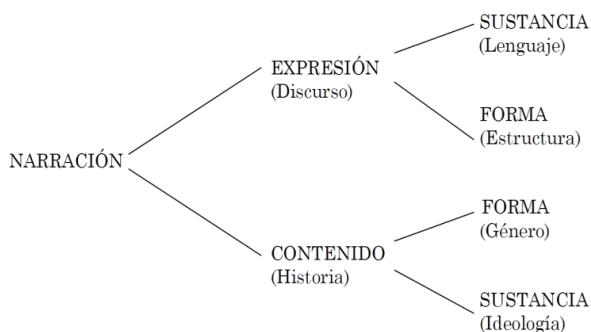 SUSTANCIA
(Lenguaje)
EXPRESIÓN
(Discurso)
FORMA
(Estructura)
NARRACIÓN
FORMA
(Género)
CONTENIDO
(Historia)
SUSTANCIA
(Ideología)